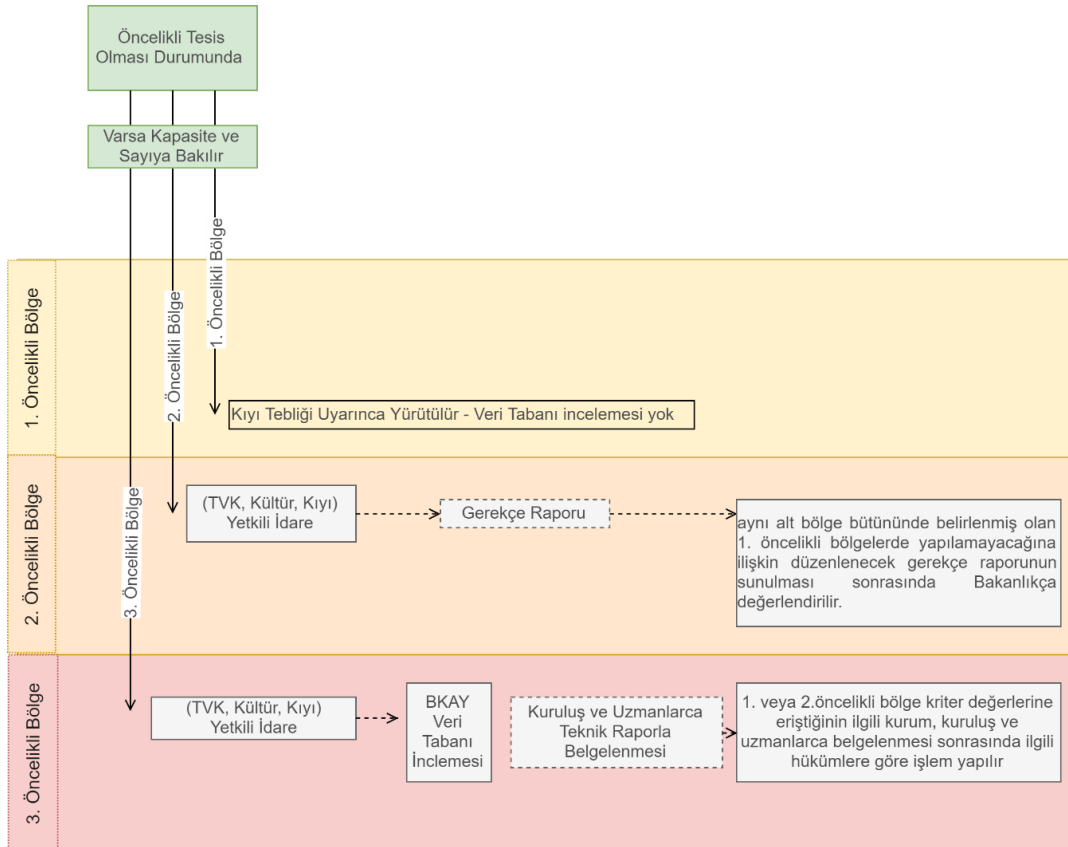 Öncelikli Tesis
Olması Durumunda
Varsa Kapasite ve
Sayıya Bakılır
1. Öncelikli Bölge
2. Öncelikli Bölge
3. Öncelikli Bölge
1. Öncelikli Bölge
Kıyı Tebliği Uyarınca Yürütülür - Veri Tabanı incelemesi yok
2. Öncelikli Bölge
(TVK, Kültür, Kıyı)
Yetkili İdare
Gerekçe Raporu
aynı alt bölge bütününde belirlenmiş olan
1. öncelikli bölgelerde yapılamayacağına
ilişkin düzenlenecek gerekçe raporunun
sunulması sonrasında Bakanlıkça
değerlendirilir.
3. Öncelikli Bölge
(TVK, Kültür, Kıyı)
Yetkili İdare
BKAY
Veri
Tabanı
İnclemesi
Kuruluş ve Uzmanlarca
Teknik Raporla
Belgelenmesi
1. veya 2.öncelikli bölge kriter değerlerine
eriştiğinin ilgili kurum, kuruluş ve
uzmanlarca belgelenmesi sonrasında ilgili
hükümlere göre işlem yapılır